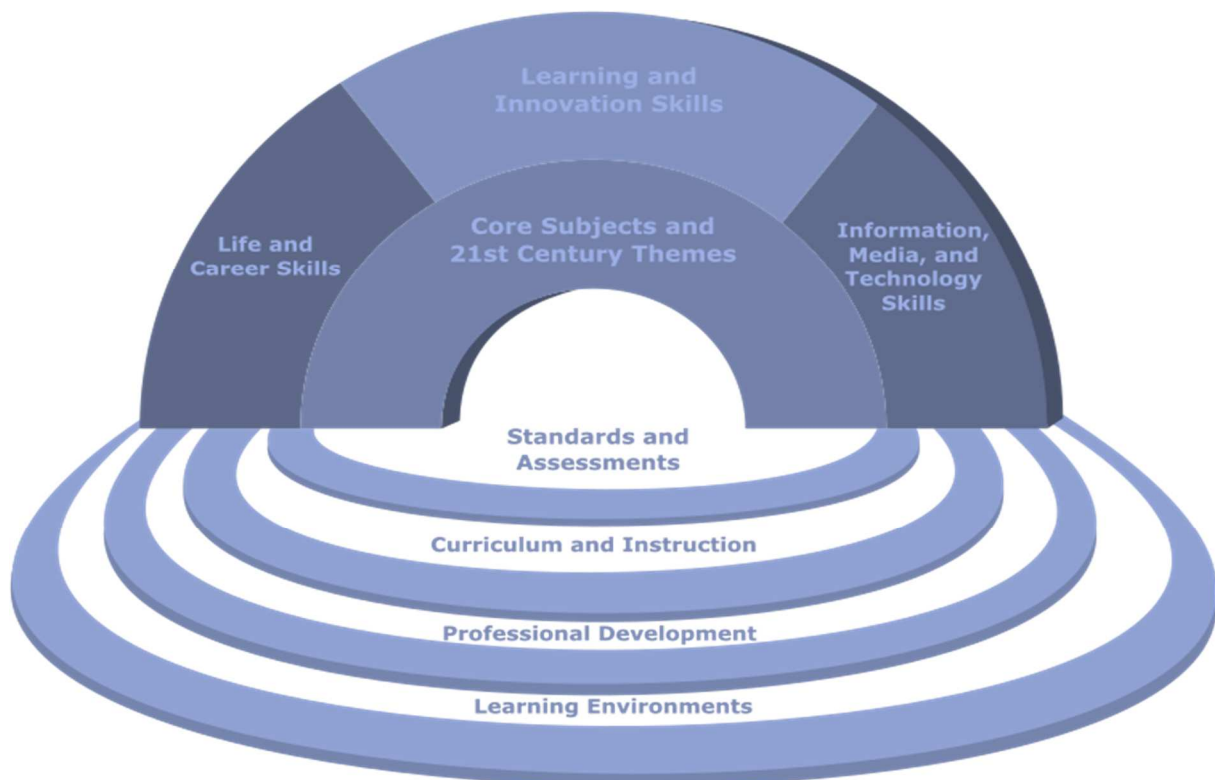 Learning and
Innovation Skills
Core Subjects and
21st Century Themes
Life and
Career Skills
Information,
Media, and
Technology
Skills
Standards and
Assessments
Curriculum and Instruction
Professional Development
Learning Environments